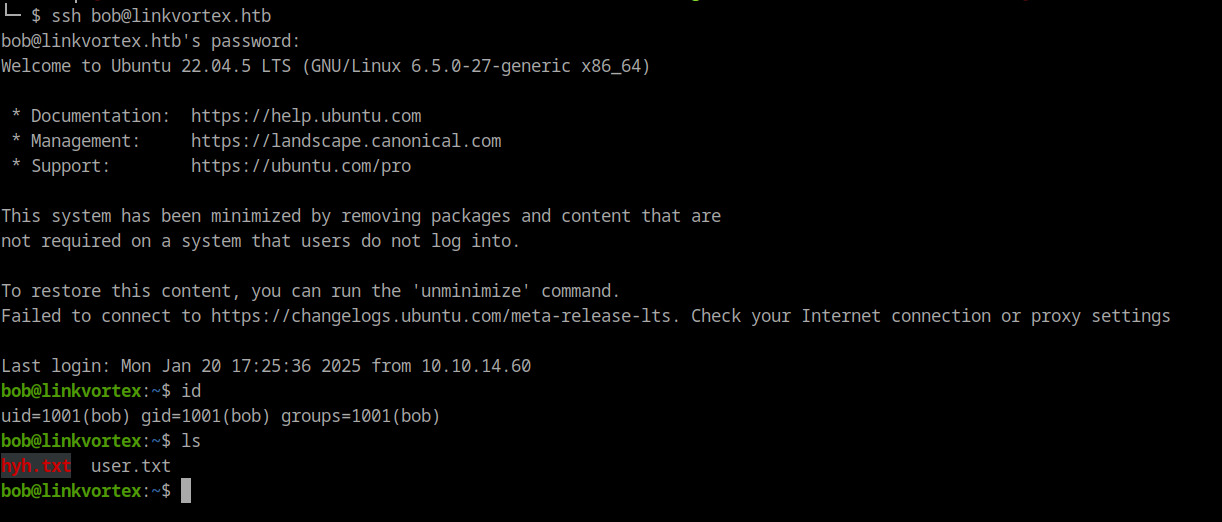 └─ $ ssh bob@linkvortex.htb
bob@linkvortex.htb's password:
Welcome to Ubuntu 22.04.5 LTS (GNU/Linux 6.5.0-27-generic x86_64)
* Documentation:  https://help.ubuntu.com
* Management:     https://landscape.canonical.com
* Support:        https://ubuntu.com/pro
This system has been minimized by removing packages and content that are
not required on a system that users do not log into.
To restore this content, you can run the 'unminimize' command.
Failed to connect to https://changelogs.ubuntu.com/meta-release-lts. Check your Internet connection or proxy settings
Last login: Mon Jan 20 17:25:36 2025 from 10.10.14.60
bob@linkvortex:~$ id
uid=1001(bob) gid=1001(bob) groups=1001(bob)
bob@linkvortex:~$ ls
hyh.txt  user.txt
bob@linkvortex:~$